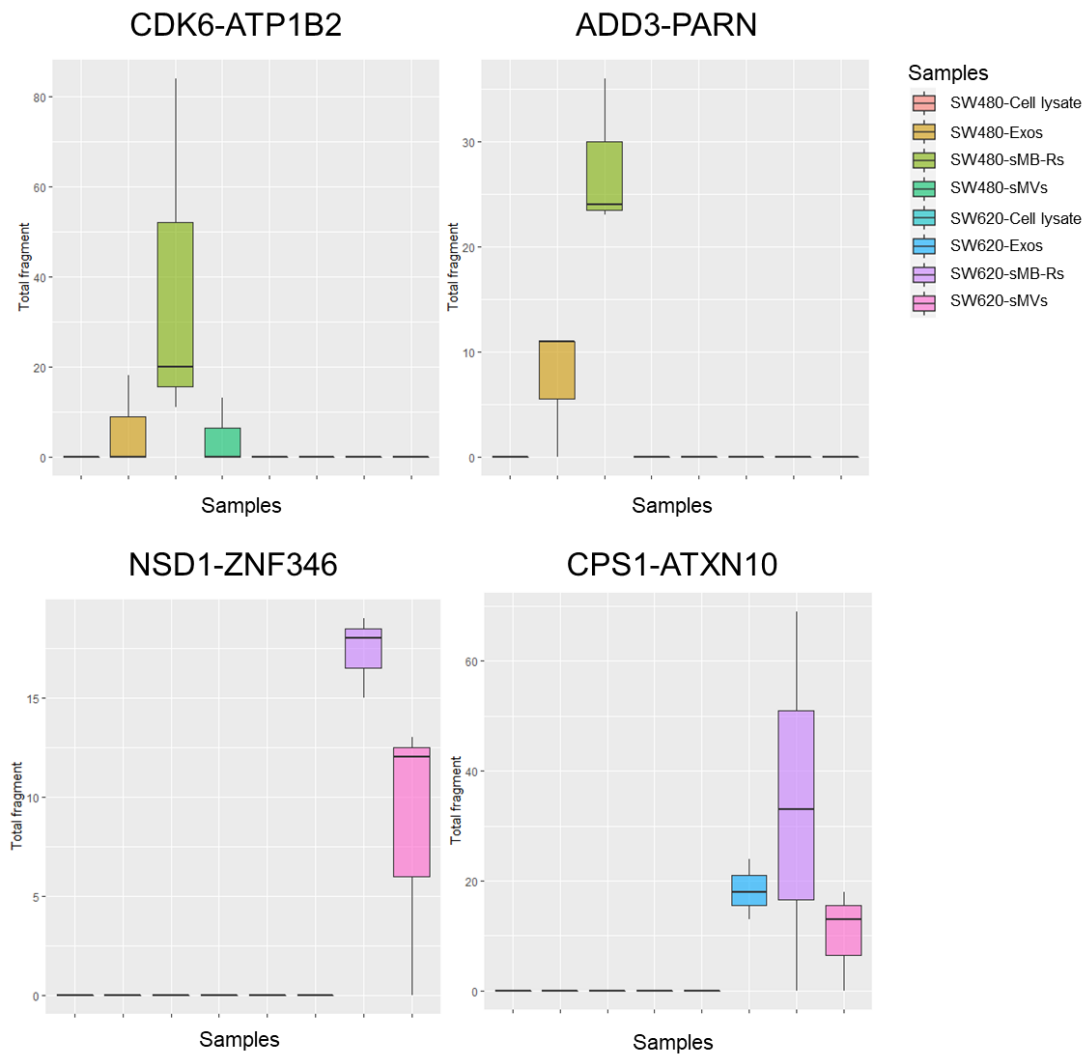 CDK6-ATP1B2
ADD3-PARN
80
60
40
20
0
Total fragment
Samples
30
20
10
0
Total fragment
Samples
Samples
SW480-Cell lysate
SW480-Exos
SW480-sMB-Rs
SW480-sMVs
SW620-Cell lysate
SW620-Exos
SW620-sMB-Rs
SW620-sMVs
NSD1-ZNF346
CPS1-ATXN10
15
10
5
0
Total fragment
Samples
60
40
20
0
Total fragment
Samples